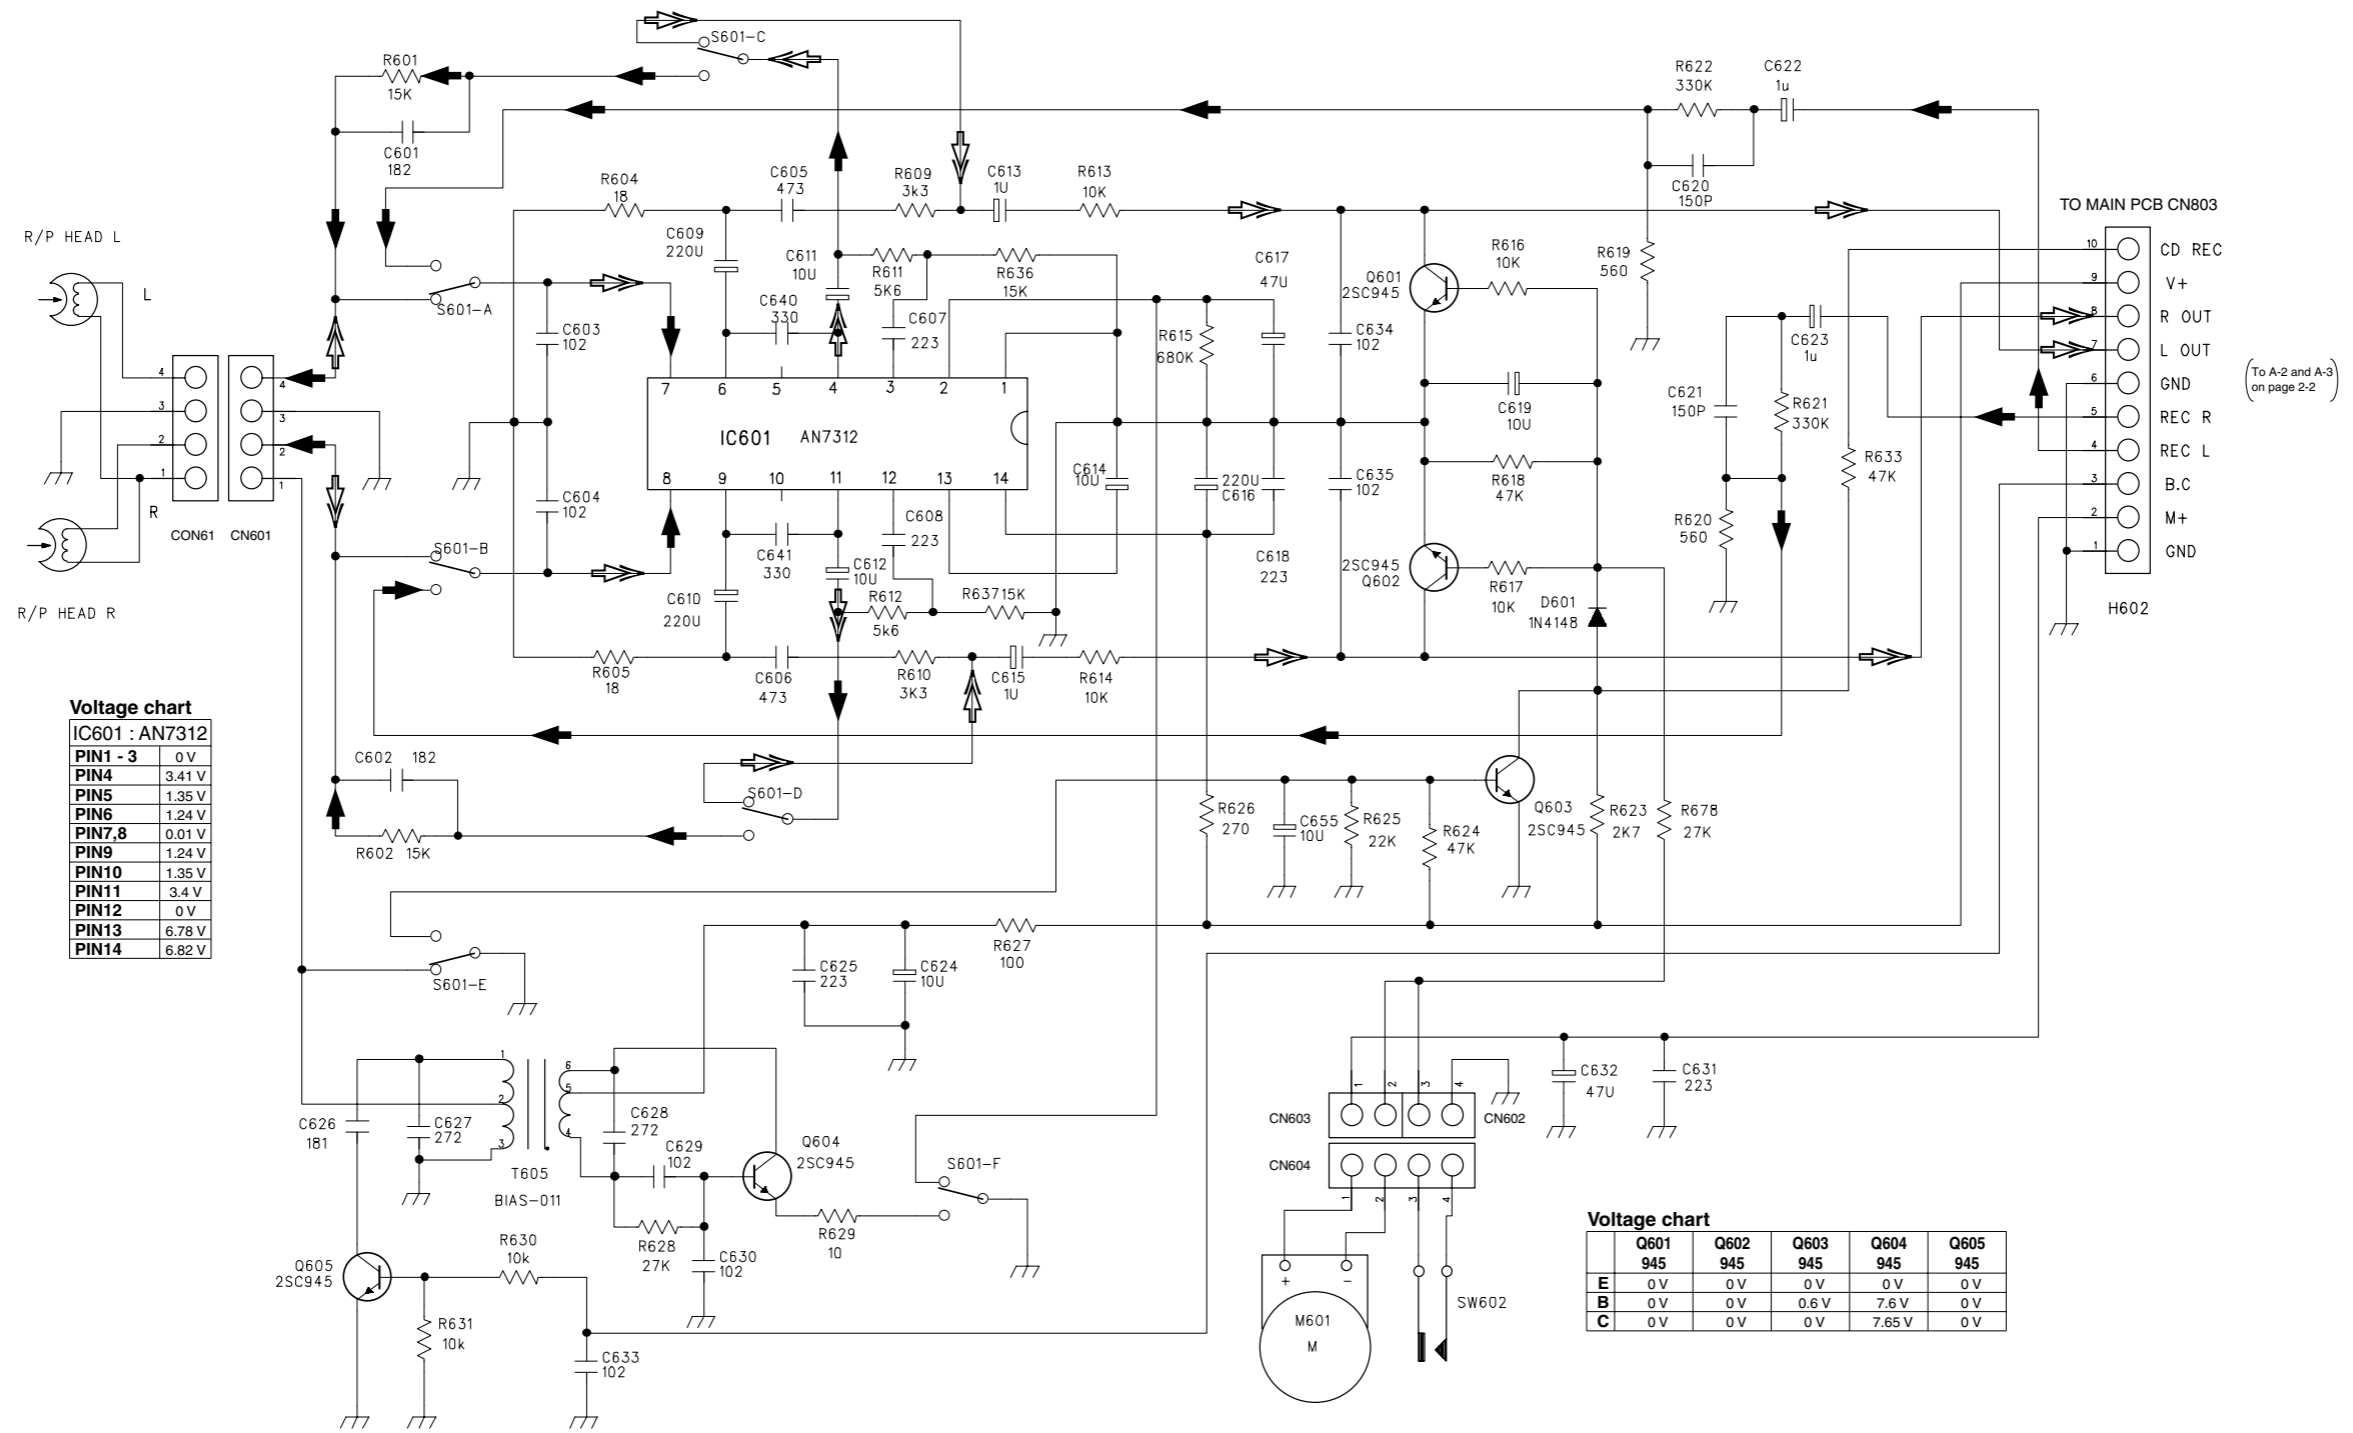 S601-C
R601
15K
C601
182
R622
330K
C622
1u
C620
150P
R604
18
C605
473
R609
3k3
C613
1U
R613
10K
TO MAIN PCB CN803
R/P HEAD L
L
C609
220U
C611
10U
R611
5K6
R636
15K
C617
47U
Q601
2SC945
R616
10K
R619
560
10 CD REC
9 V+
8 R OUT
7 L OUT
6 GND
5 REC R
4 REC L
3 B.C
2 M+
1 GND
H602
(To A-2 and A-3
on page 2-2)
S601-A
C603
102
C640
330
C607
223
R615
680K
C634
102
C623
1u
C619
10U
C621
150P
R621
330K
7 6 5 4 3 2 1
IC601 AN7312
8 9 10 11 12 13 14
4
3
2
1
4
3
2
1
CON61 CN601
R
R/P HEAD R
C604
102
S601-B
C641
330
C612
10U
C608
223
C614
10U
220U
C616
C635
102
R618
47K
R633
47K
R620
560
C618
223
2SC945
Q602
R617
10K
D601
1N4148
C610
220U
R612
5k6
R637 15K
R605
18
C606
473
R610
3K3
C615
1U
R614
10K
Voltage chart
IC601 : AN7312
PIN1 - 3 0 V
PIN4 3.41 V
PIN5 1.35 V
PIN6 1.24 V
PIN7,8 0.01 V
PIN9 1.24 V
PIN10 1.35 V
PIN11 3.4 V
PIN12 0 V
PIN13 6.78 V
PIN14 6.82 V
C602 182
R602 15K
S601-D
R626
270
C655
10U
R625
22K
R624
47K
Q603
2SC945
R623
2K7
R678
27K
S601-E
C625
223
C624
10U
R627
100
1
2
3
6
5
4
C626
181
C627
272
T605
BIAS-011
C628
272
C629
102
Q604
2SC945
S601-F
R628
27K
C630
102
R629
10
Q605
2SC945
R630
10k
R631
10k
C633
102
C632
47U
C631
223
1 2 3 4
CN603
CN602
CN604
1 2 3 4
+ -
M601
M
SW602
Voltage chart
Q601 Q602 Q603 Q604 Q605
945 945 945 945 945
E 0 V 0 V 0 V 0 V 0 V
B 0 V 0 V 0.6 V 7.6 V 0 V
C 0 V 0 V 0 V 7.65 V 0 V